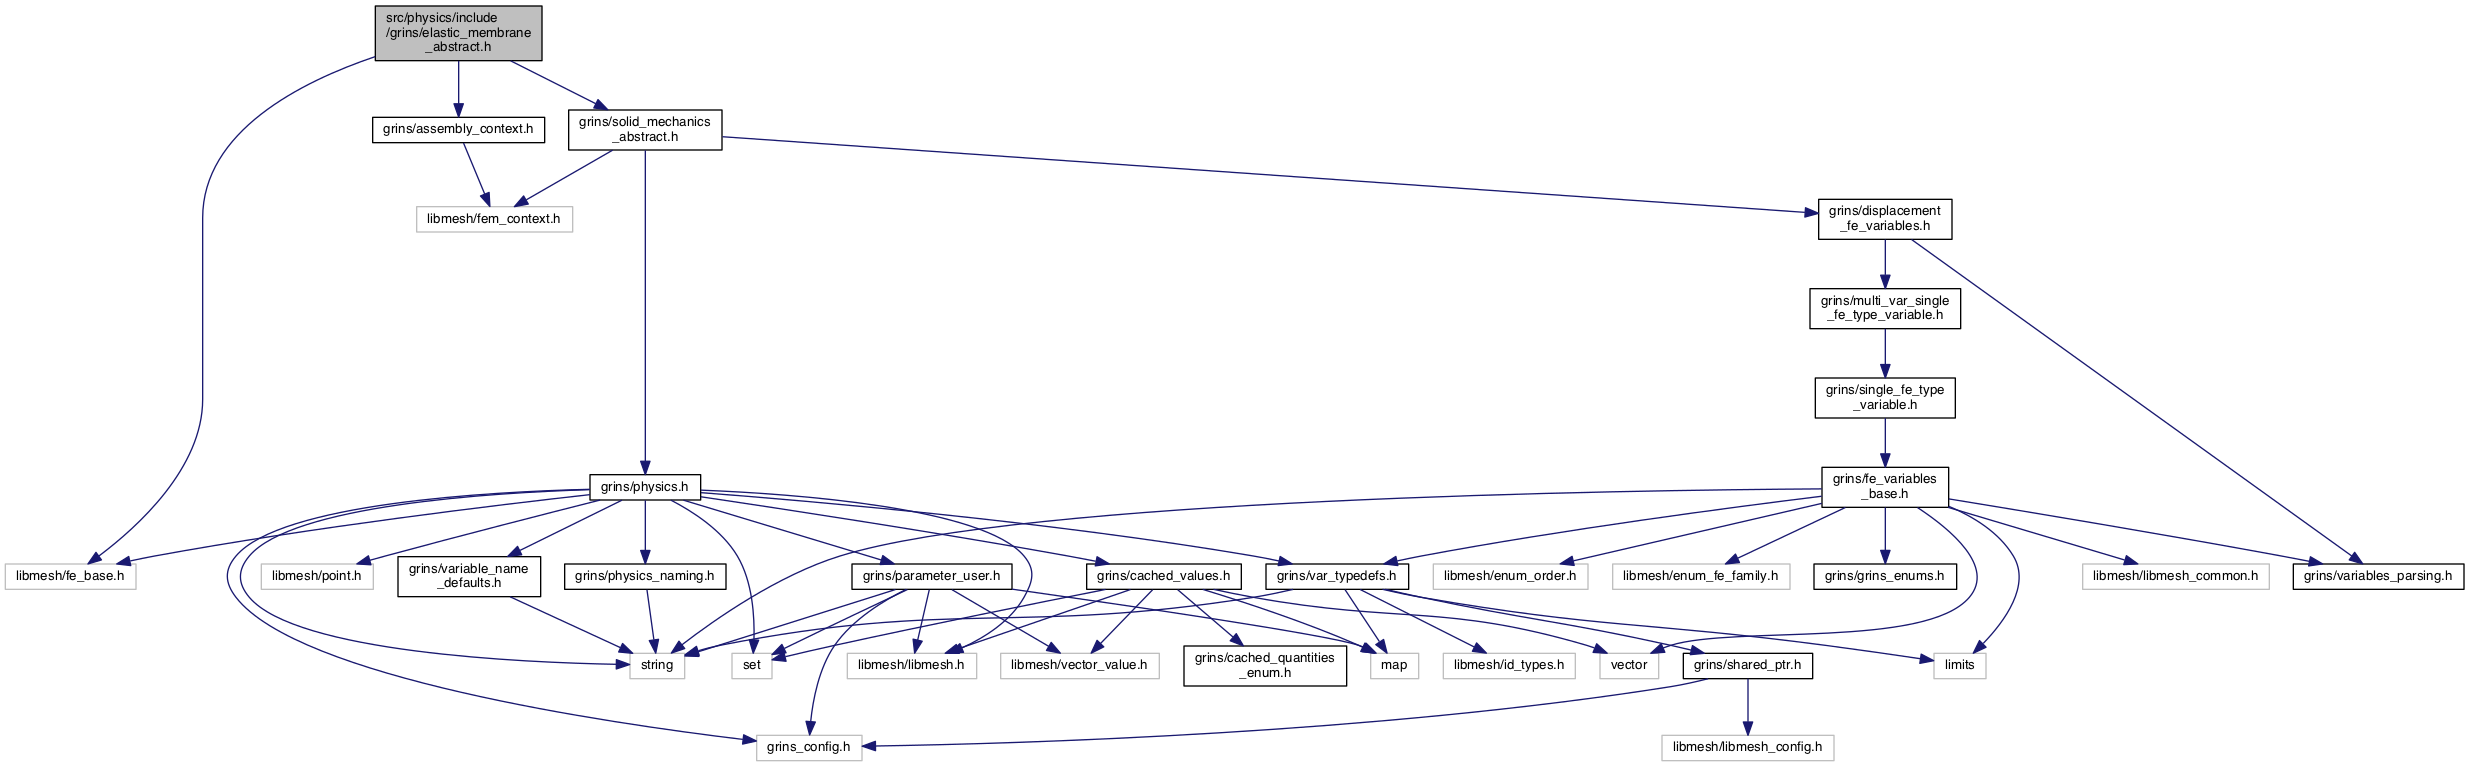 src/physics/include
/grins/elastic_membrane
_abstract.h
grins/assembly_context.h
grins/solid_mechanics
_abstract.h
libmesh/fem_context.h
grins/displacement
_fe_variables.h
grins/multi_var_single
_fe_type_variable.h
grins/single_fe_type
_variable.h
grins/physics.h
grins/fe_variables
_base.h
libmesh/fe_base.h
libmesh/point.h
grins/variable_name
_defaults.h
grins/physics_naming.h
grins/parameter_user.h
grins/cached_values.h
grins/var_typedefs.h
libmesh/enum_order.h
libmesh/enum_fe_family.h
grins/grins_enums.h
libmesh/libmesh_common.h
grins/variables_parsing.h
string
set
libmesh/libmesh.h
libmesh/vector_value.h
grins/cached_quantities
_enum.h
map
libmesh/id_types.h
vector
grins/shared_ptr.h
limits
grins_config.h
libmesh/libmesh_config.h